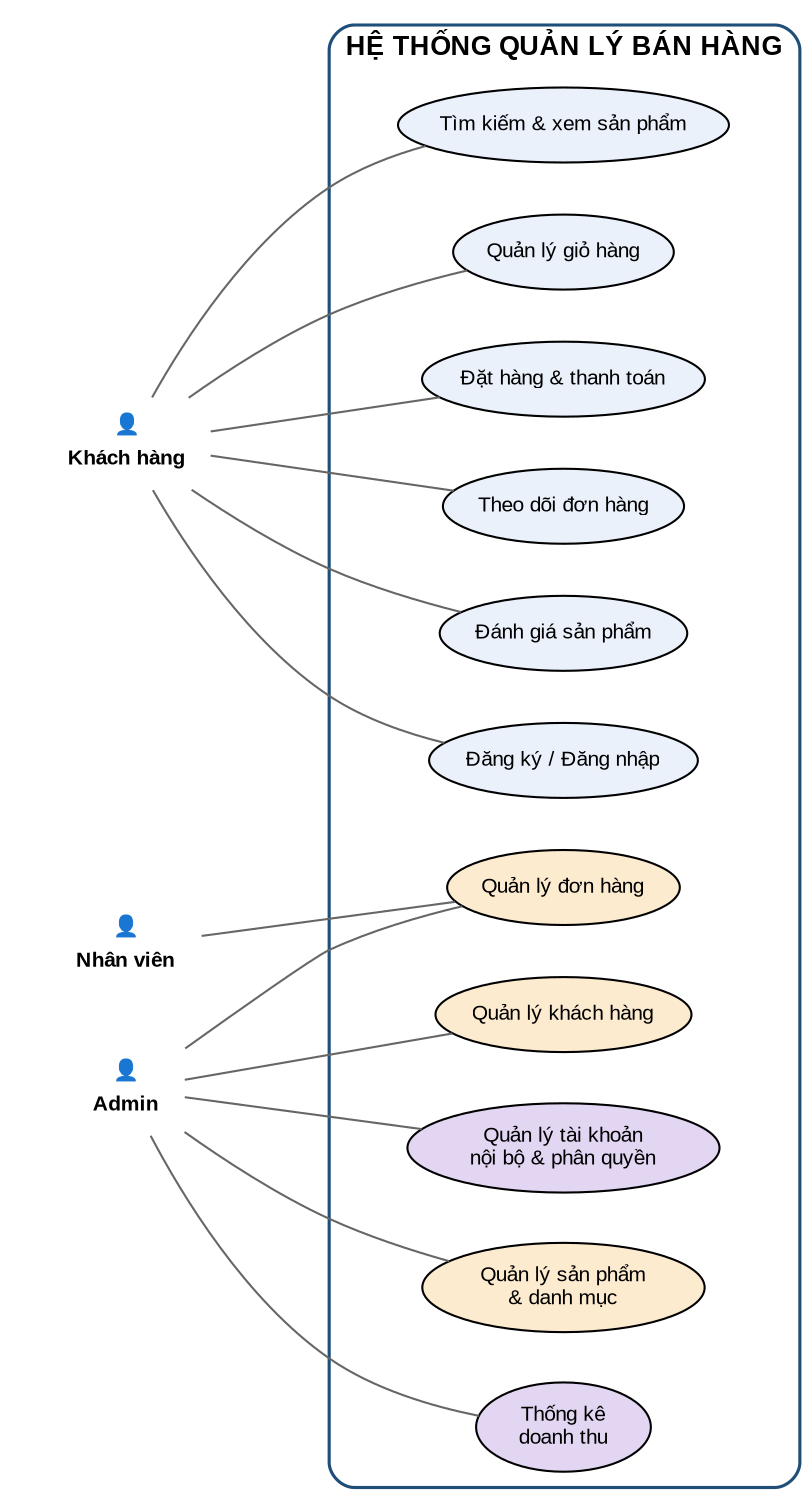 HỆ THỐNG QUẢN LÝ BÁN HÀNG
Tìm kiếm & xem sản phẩm
Quản lý giỏ hàng
Đặt hàng & thanh toán
Khách hàng
Theo dõi đơn hàng
Đánh giá sản phẩm
Đăng ký / Đăng nhập
Quản lý đơn hàng
Nhân viên
Quản lý khách hàng
Admin
Quản lý tài khoản
nội bộ & phân quyền
Quản lý sản phẩm
& danh mục
Thống kê
doanh thu